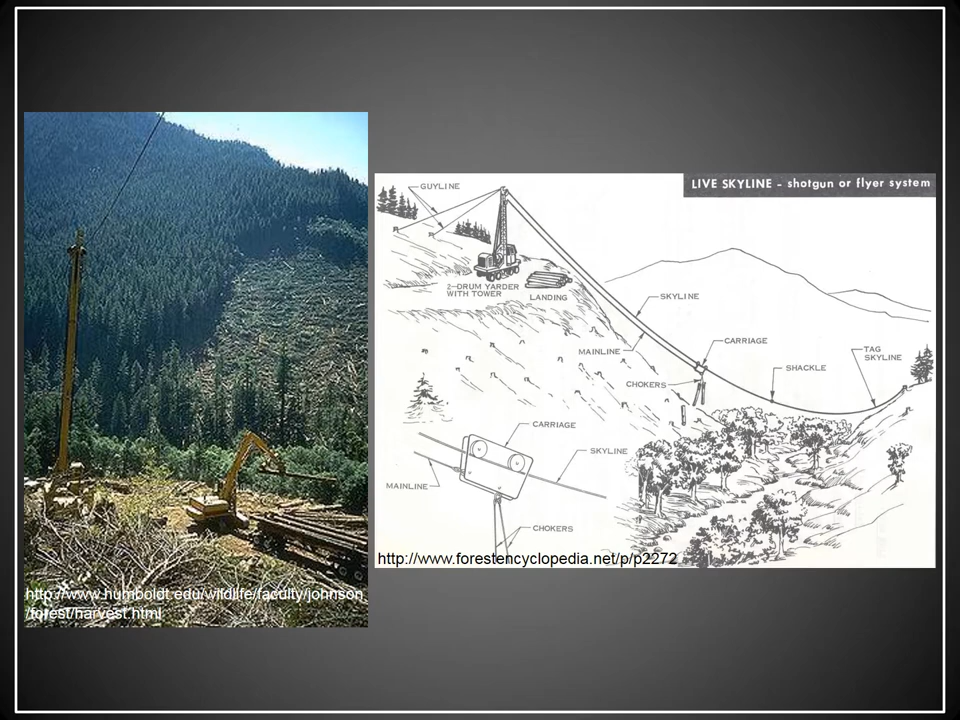 http://www.humboldt.edu/wildlife/faculty/johnson
/forest/harvest.html
LIVE SKYLINE - shotgun or flyer system
GUYLINE
2-DRUM YARDER
WITH TOWER
LANDING
SKYLINE
MAINLINE
CARRIAGE
CHOKERS
SHACKLE
TAG
SKYLINE
CARRIAGE
SKYLINE
MAINLINE
CHOKERS
http://www.forestencyclopedia.net/p/p2272